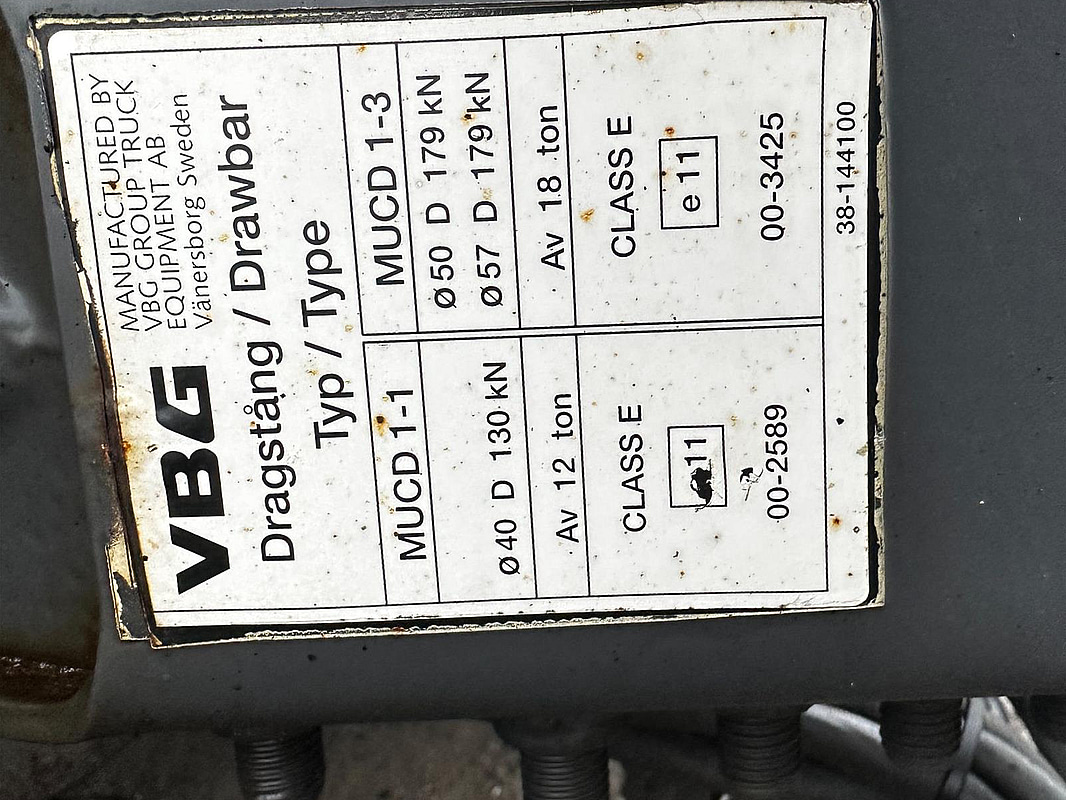 VBG
MANUFACTURED BY
VBG GROUP TRUCK
EQUIPMENT AB
Vänersborg Sweden
Dragstång / Drawbar
Typ / Type
MUCD 1-1
ø40 D 130 kN
Av 12 ton
CLASS E
e11
00-2589
MUCD 1-3
ø50 D 179 kN
ø57 D 179 kN
Av 18 ton
CLASS E
e 11
00-3425
38-144100